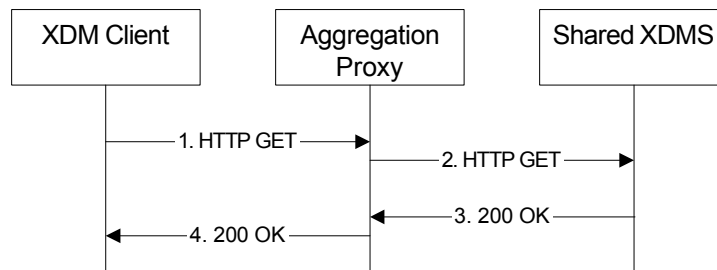 XDM Client
Aggregation
Proxy
Shared XDMS
1. HTTP GET
2. HTTP GET
3. 200 OK
4. 200 OK